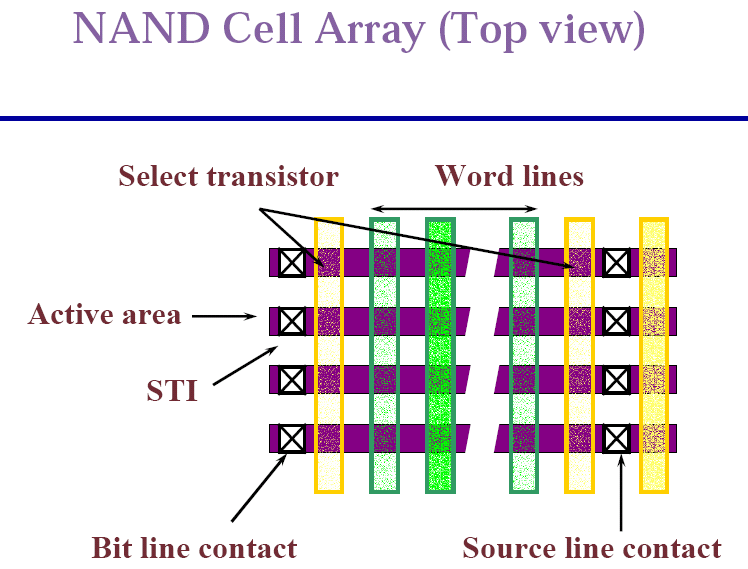 NAND Cell Array (Top view)
Select transistor
Word lines
Active area
STI
Bit line contact
Source line contact